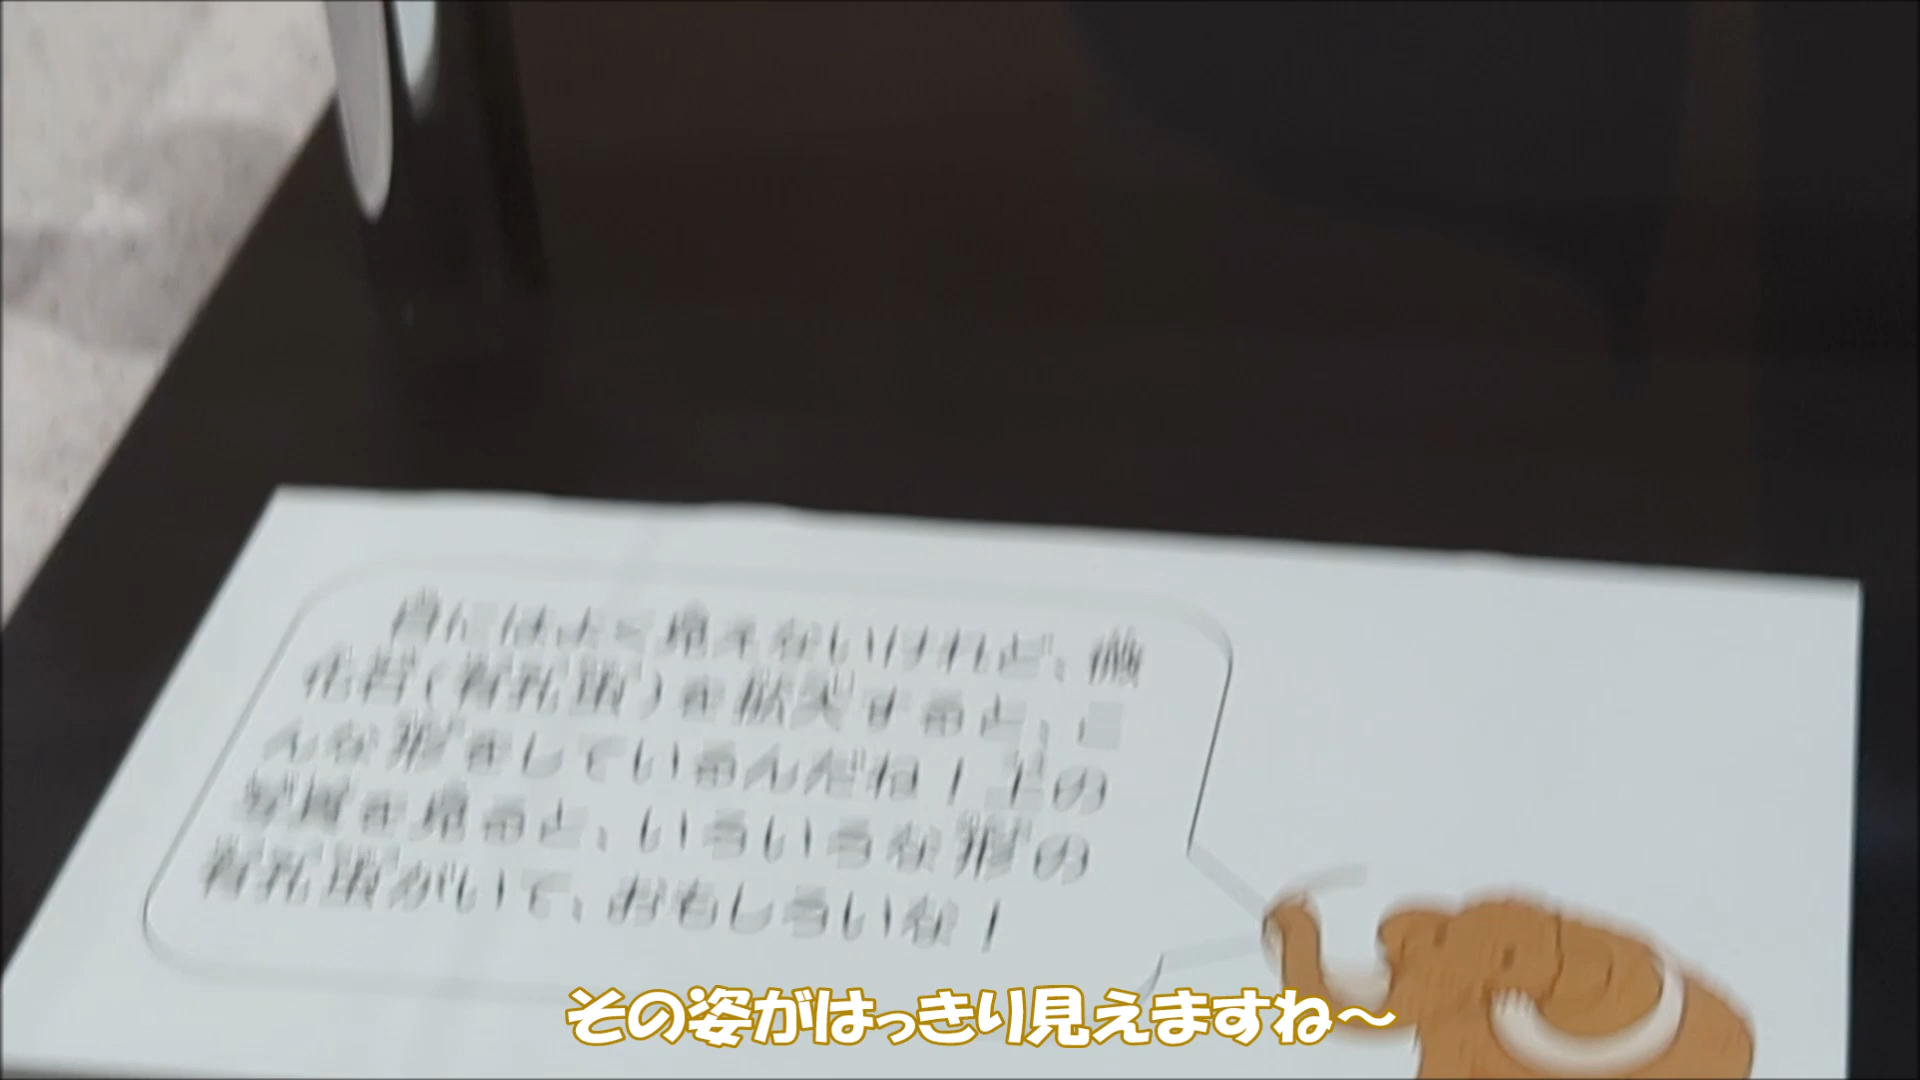 目にはよく見えないけれど、微
化石(有孔虫)を拡大すると、こ
んな形をしているんだね！上の
写真を見ると、いろいろな形の
有孔虫がいて、おもしろいな！
その姿がはっきり見えますね～